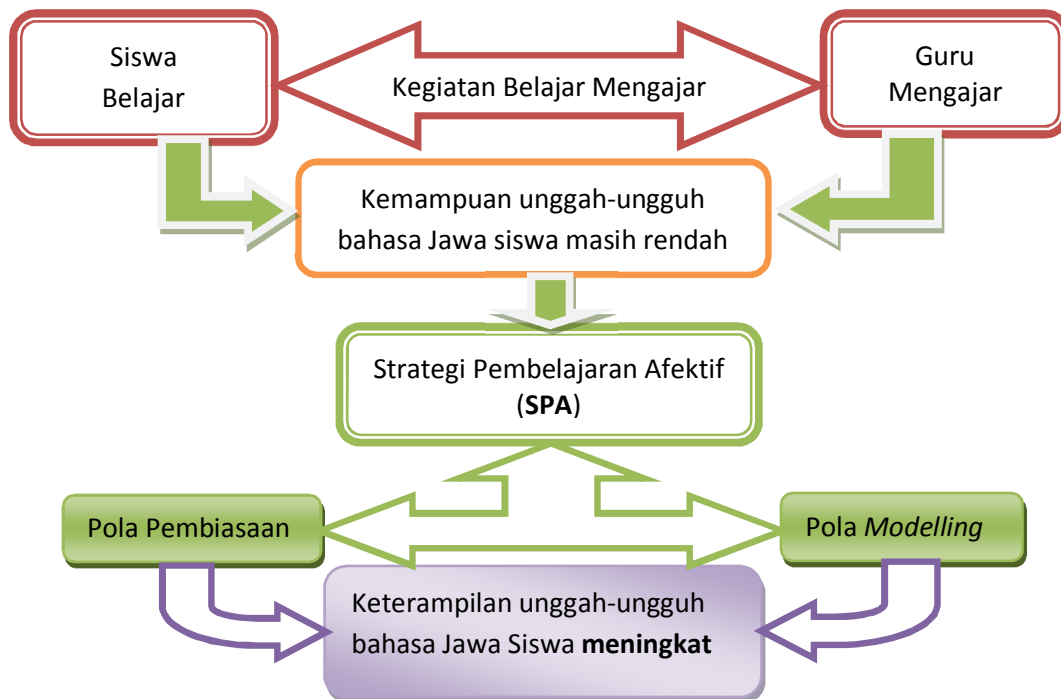 Siswa
Belajar
Kegiatan Belajar Mengajar
Guru
Mengajar
Kemampuan unggah-ungguh
bahasa Jawa siswa masih rendah
Strategi Pembelajaran Afektif
(SPA)
Pola Pembiasaan
Pola Modelling
Keterampilan unggah-ungguh
bahasa Jawa Siswa meningkat